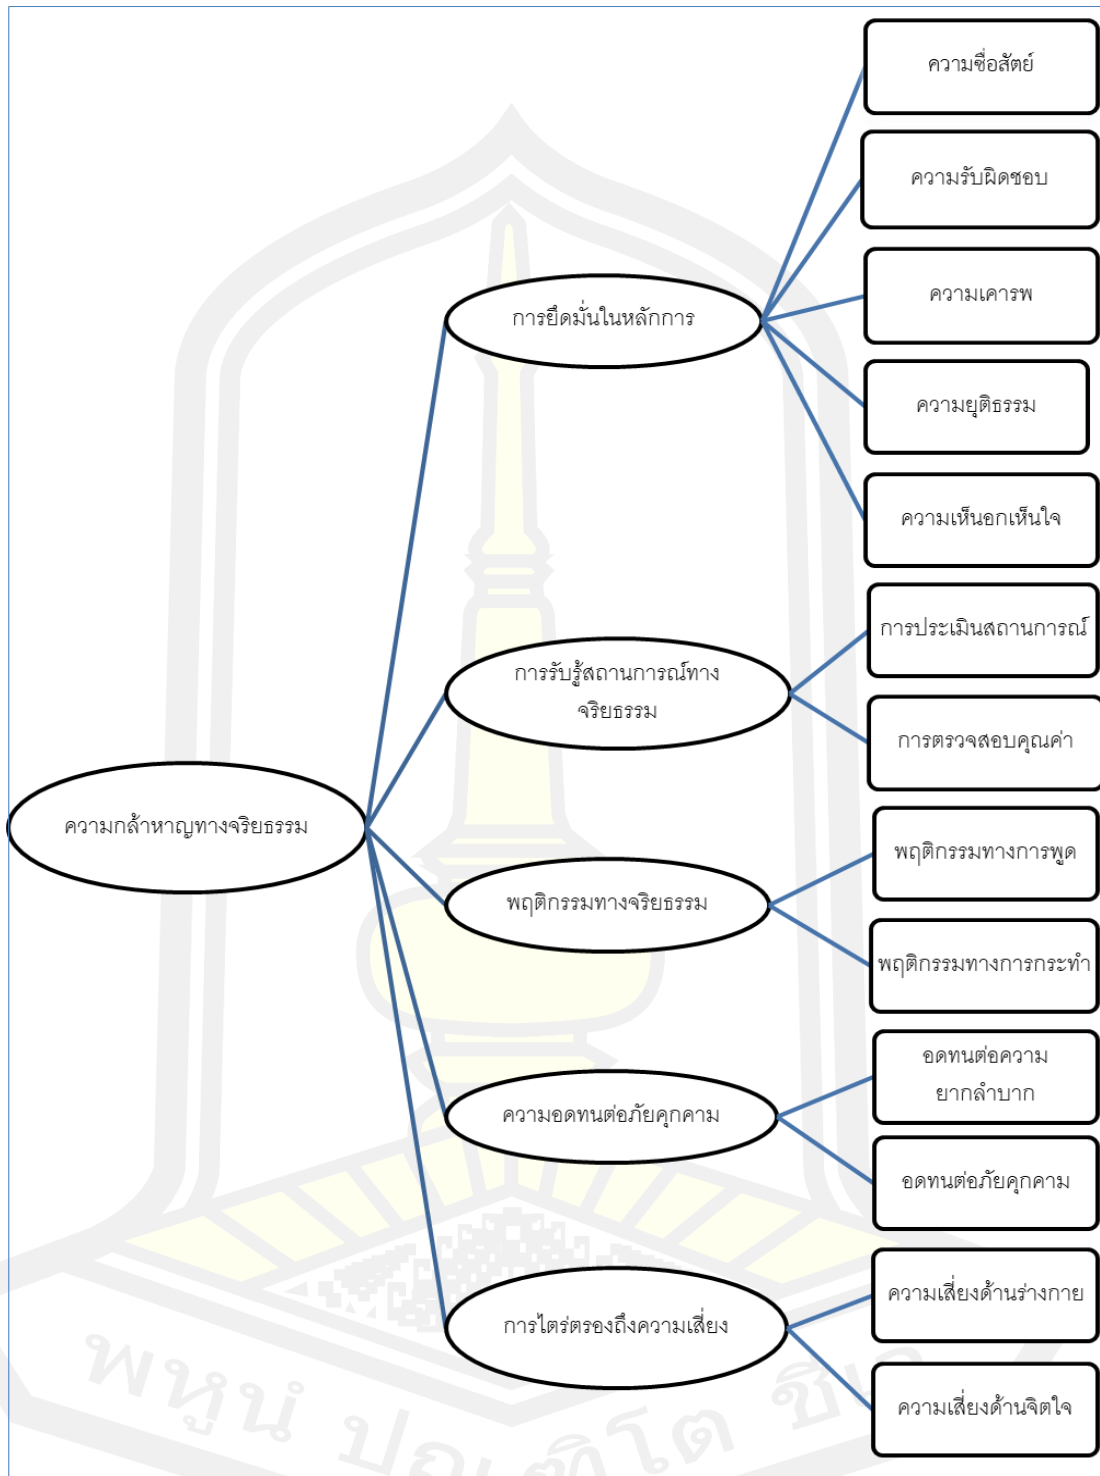 ความซื่อสัตย์
ความรับผิดชอบ
ความเคารพ
การยึดมั่นในหลักการ
ความยุติธรรม
ความเห็นอกเห็นใจ
การประเมินสถานการณ์
การรับรู้สถานการณ์ทาง
จริยธรรม
การตรวจสอบคุณค่า
ความกล้าหาญทางจริยธรรม
พฤติกรรมทางการพูด
พฤติกรรมทางจริยธรรม
พฤติกรรมทางการกระทำ
อดทนต่อความ
ยากลำบาก
ความอดทนต่อภัยคุกคาม
อดทนต่อภัยคุกคาม
ความเสี่ยงด้านร่างกาย
การไตร่ตรองถึงความเสี่ยง
ความเสี่ยงด้านจิตใจ
พหูนํ ปณฺฑิโต